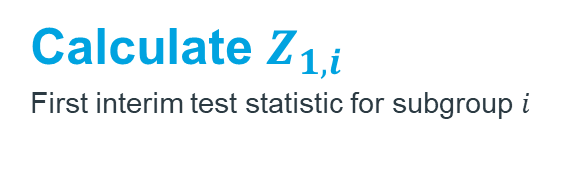 Calculate Z1,i
First interim test statistic for subgroup i